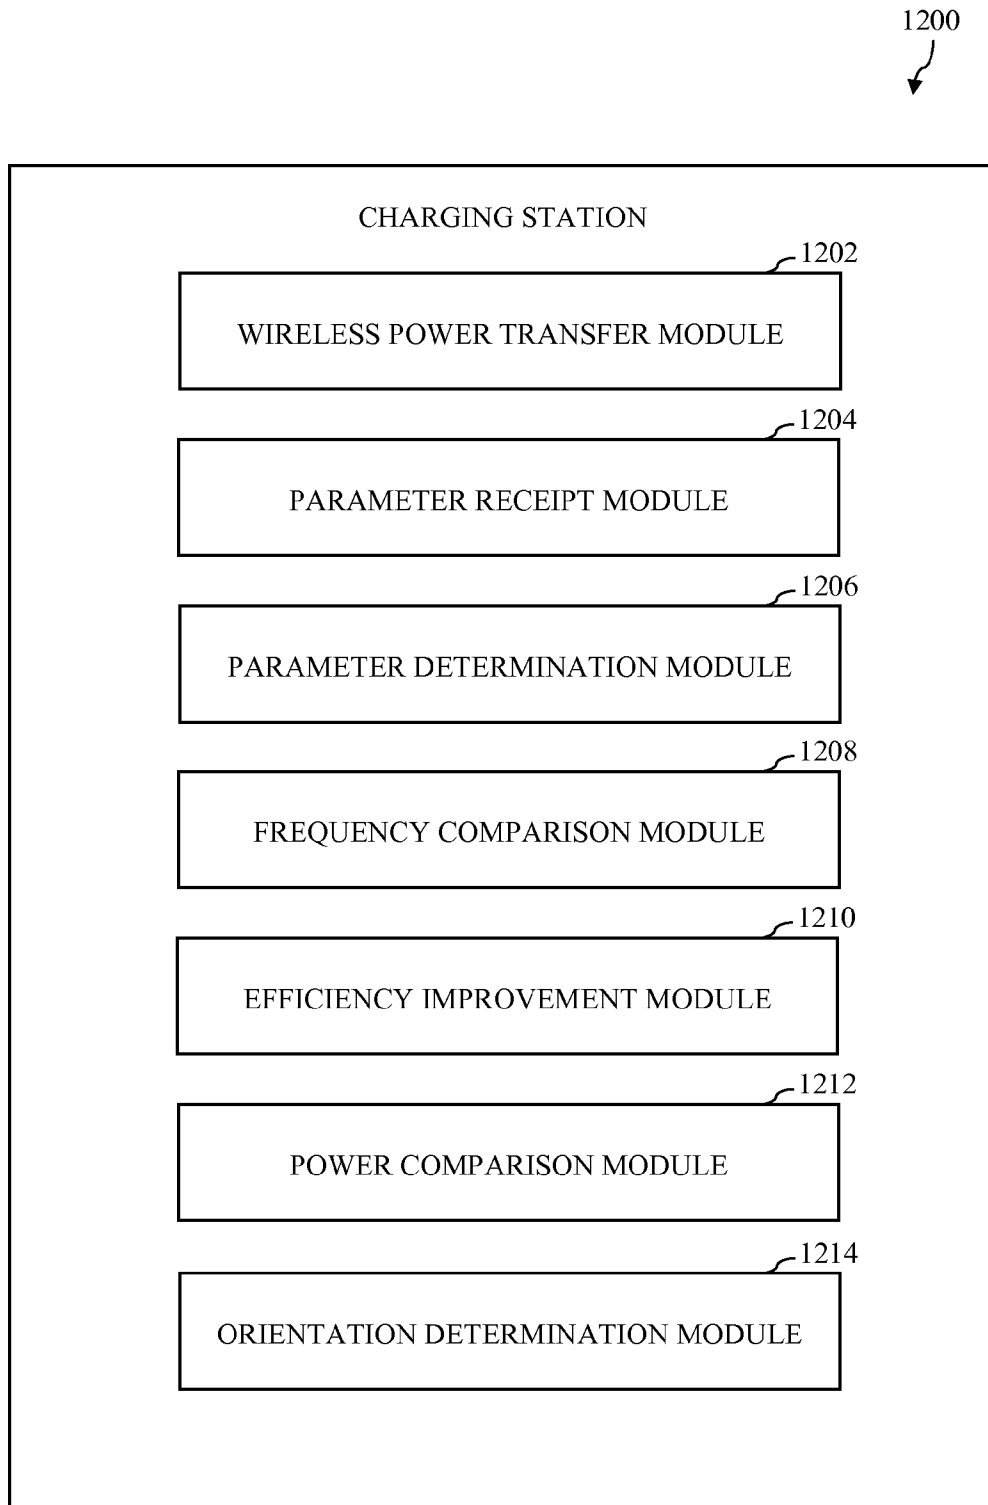 1200
CHARGING STATION
1202
WIRELESS POWER TRANSFER MODULE
1204
PARAMETER RECEIPT MODULE
1206
PARAMETER DETERMINATION MODULE
1208
FREQUENCY COMPARISON MODULE
1210
EFFICIENCY IMPROVEMENT MODULE
1212
POWER COMPARISON MODULE
1214
ORIENTATION DETERMINATION MODULE